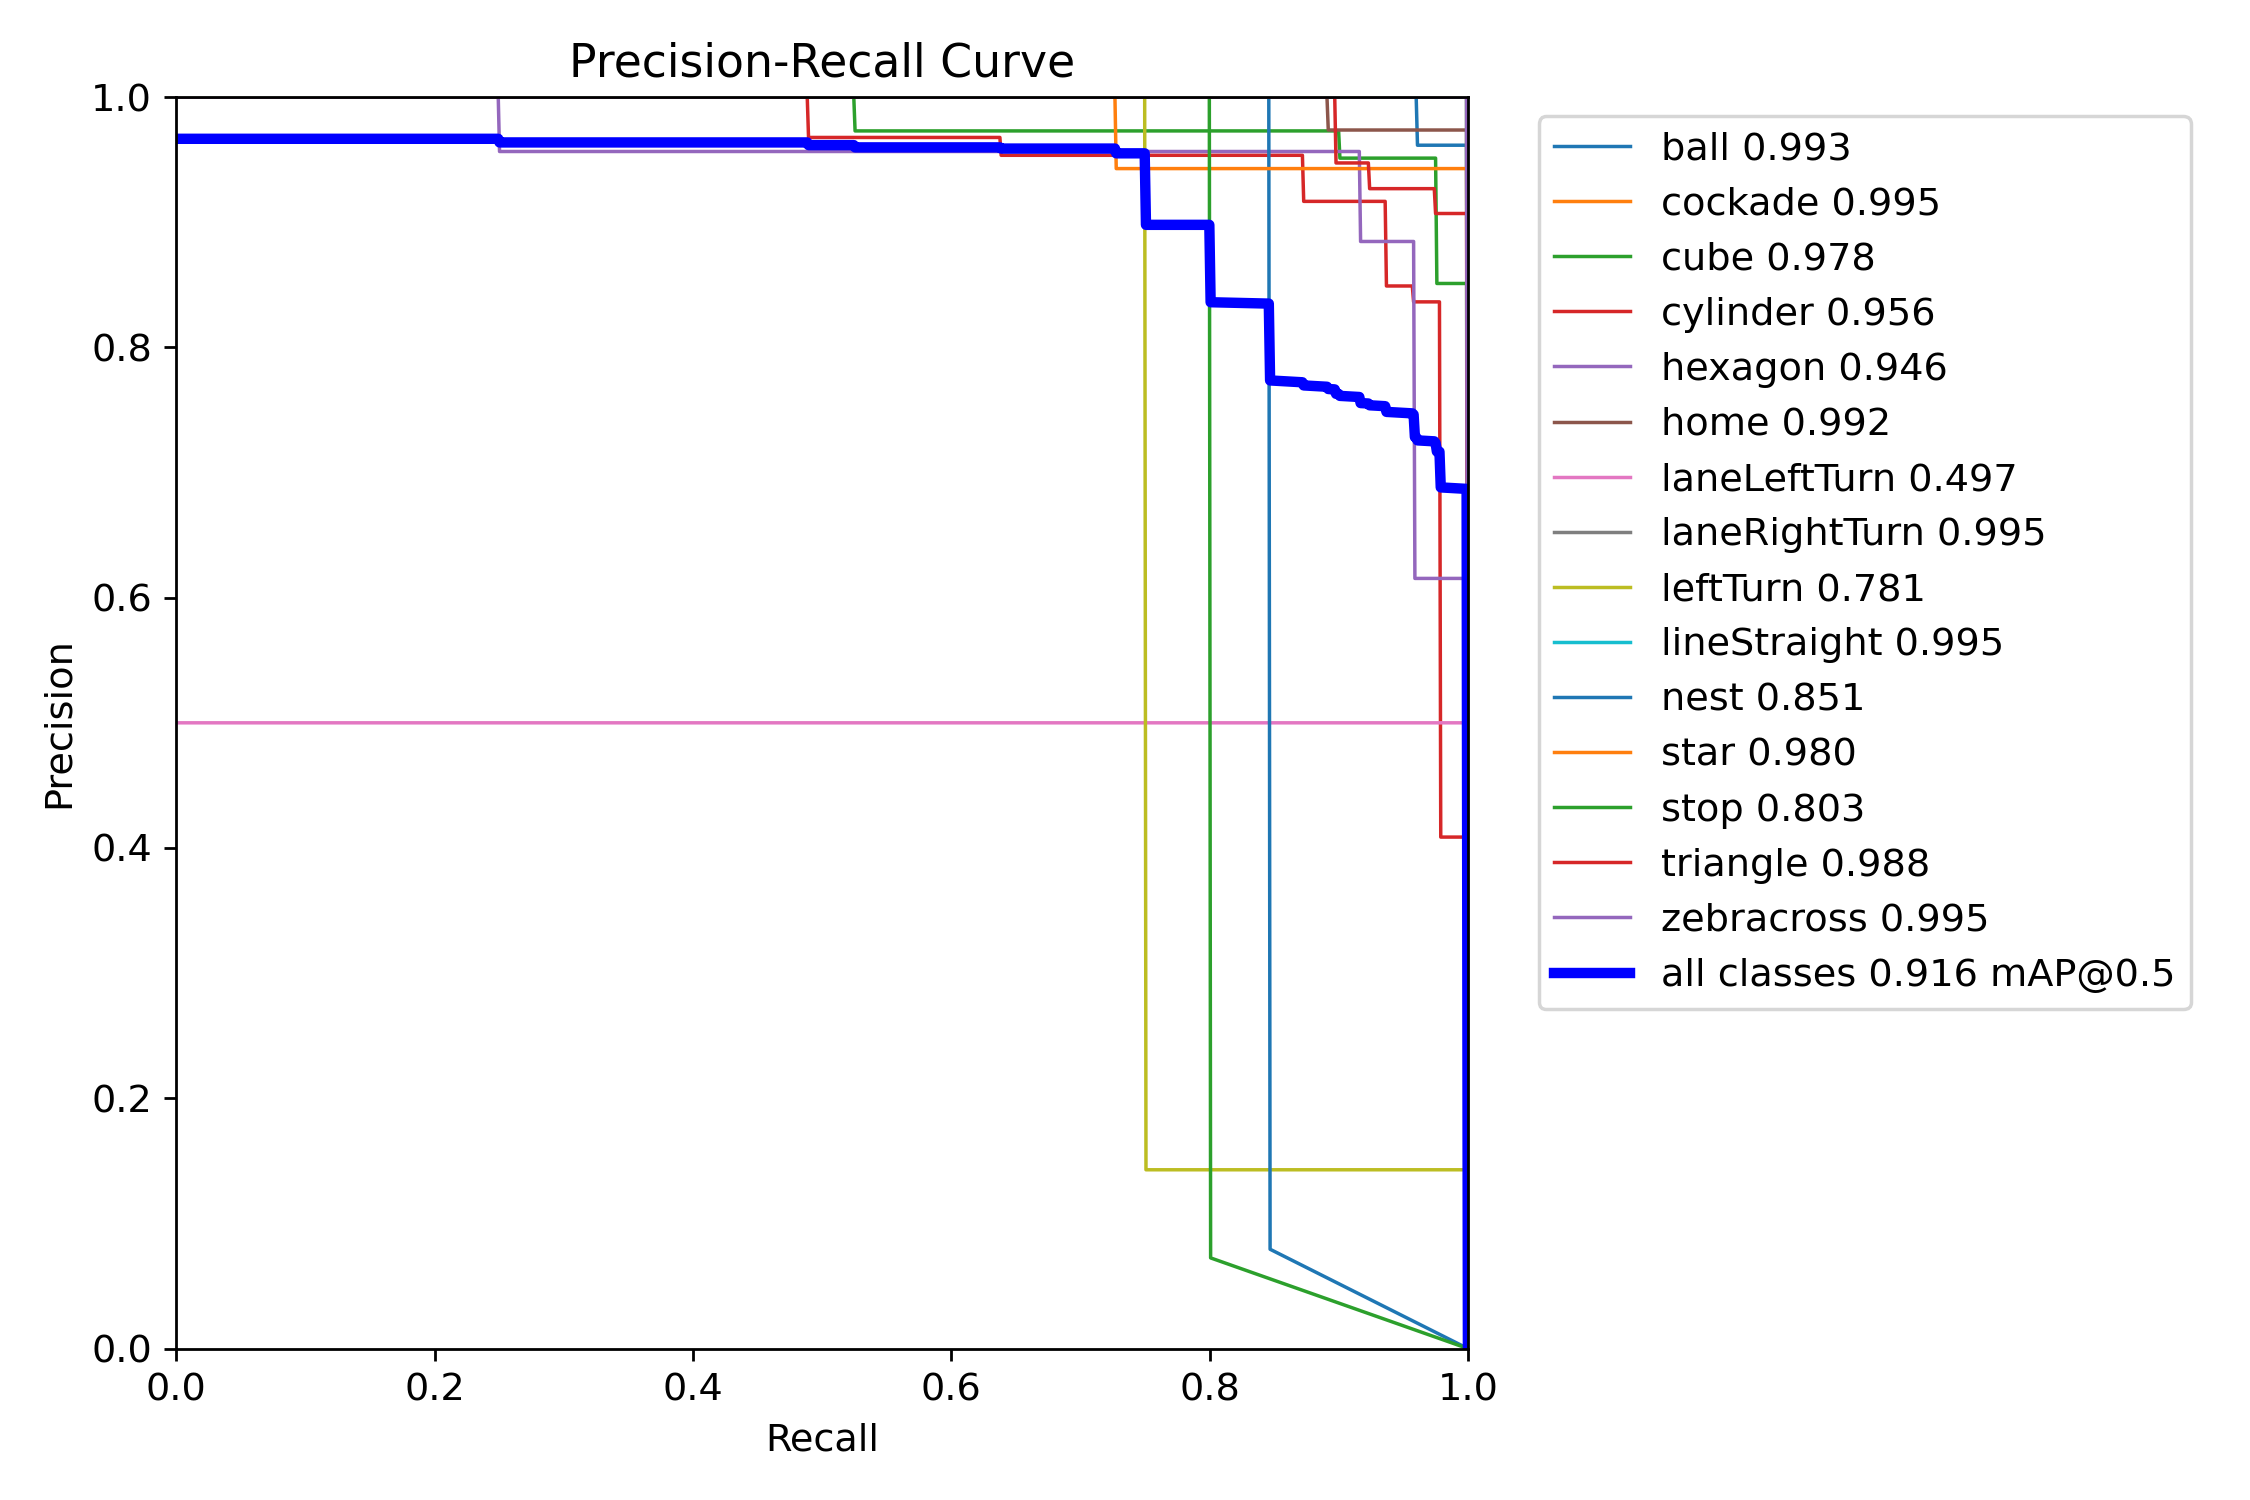 Precision-Recall Curve
1.0
0.8
0.6
0.4
0.2
0.0
Precision
0.0 0.2 0.4 0.6 0.8 1.0
Recall
ball 0.993
cockade 0.995
cube 0.978
cylinder 0.956
hexagon 0.946
home 0.992
laneLeftTurn 0.497
laneRightTurn 0.995
leftTurn 0.781
lineStraight 0.995
nest 0.851
star 0.980
stop 0.803
triangle 0.988
zebracross 0.995
all classes 0.916 mAP@0.5